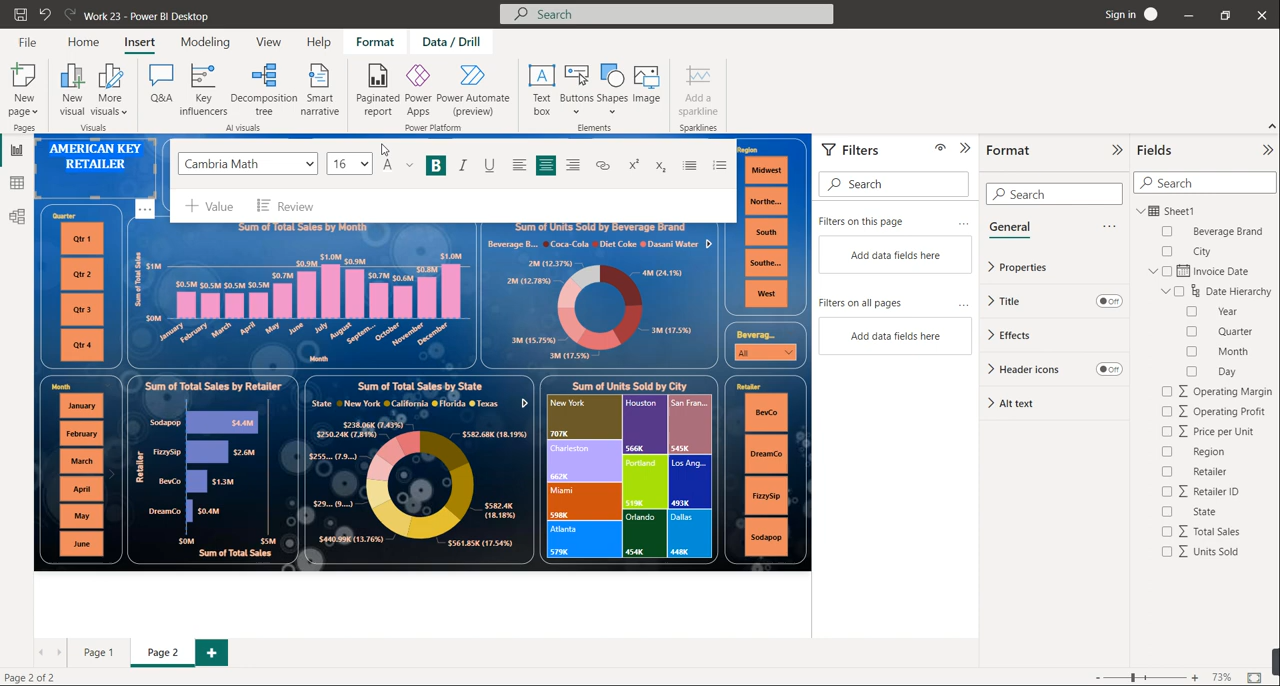 Work 23 - Power BI Desktop
Search
Sign in
File
Home
Insert
Modeling
View
Help
Format
Data / Drill
New page
New visual
More visuals
Q&A
Key influencers
Decomposition tree
Smart narrative
Paginated report
Power Apps
Power Automate (preview)
Text box
Buttons
Shapes
Image
Add a sparkline
Pages
Visuals
AI visuals
Power Platform
Elements
Sparklines
AMERICAN KEY
RETAILER
Cambria Math
16
A
B
I
U
Value
Review
Quarter
Qtr 1
Qtr 2
Qtr 3
Qtr 4
Sum of Total Sales by Month
Sum of Total Sales
$1M
$0M
$0.5M
$0.5M
$0.5M
$0.5M
$0.7M
$0.9M
$1.0M
$0.9M
$0.7M
$0.6M
$0.8M
$1.0M
January
February
March
April
May
June
July
August
Septem...
October
November
December
Month
Sum of Units Sold by Beverage Brand
Beverage B...
Coca-Cola
Diet Coke
Dasani Water
2M (12.37%)
2M (12.78%)
3M (15.75%)
3M (17.5%)
3M (17.5%)
4M (24.1%)
Region
Midwest
Northe...
South
Southe...
West
Beverag...
All
Month
January
February
March
April
May
June
Sum of Total Sales by Retailer
Retailer
Sodapop
$4.4M
FizzySip
$2.6M
BevCo
$1.3M
DreamCo
$0.4M
$0M
$5M
Sum of Total Sales
Sum of Total Sales by State
State
New York
California
Florida
Texas
$238.06K (7.43%)
$250.24K (7.81%)
$255... (7.9...)
$29... (9....)
$440.99K (13.76%)
$582.68K (18.19%)
$582.4K
(18.18%)
$561.85K (17.54%)
Sum of Units Sold by City
New York
707K
Charleston
662K
Miami
598K
Atlanta
579K
Houston
566K
San Fran...
545K
Portland
519K
Los Ang...
493K
Orlando
454K
Dallas
448K
Retailer
BevCo
DreamCo
FizzySip
Sodapop
Filters
Search
Filters on this page
Add data fields here
Filters on all pages
Add data fields here
Format
Search
General
Properties
Title
Off
Effects
Header icons
Off
Alt text
Fields
Search
Sheet1
Beverage Brand
City
Invoice Date
Date Hierarchy
Year
Quarter
Month
Day
Operating Margin
Operating Profit
Price per Unit
Region
Retailer
Retailer ID
State
Total Sales
Units Sold
Page 1
Page 2
Page 2 of 2
73%